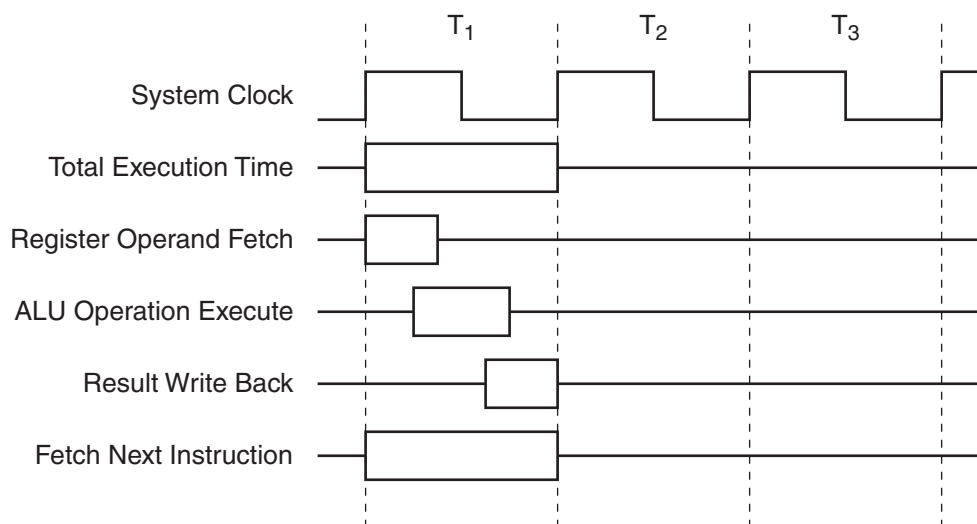 T₁ T₂ T₃
System Clock
Total Execution Time
Register Operand Fetch
ALU Operation Execute
Result Write Back
Fetch Next Instruction